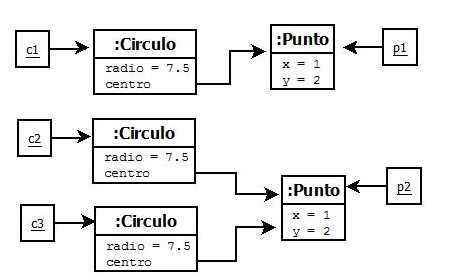 c1
:Circulo
radio = 7.5
centro
:Punto
x = 1
y = 2
p1
c2
:Circulo
radio = 7.5
centro
:Punto
x = 1
y = 2
p2
c3
:Circulo
radio = 7.5
centro